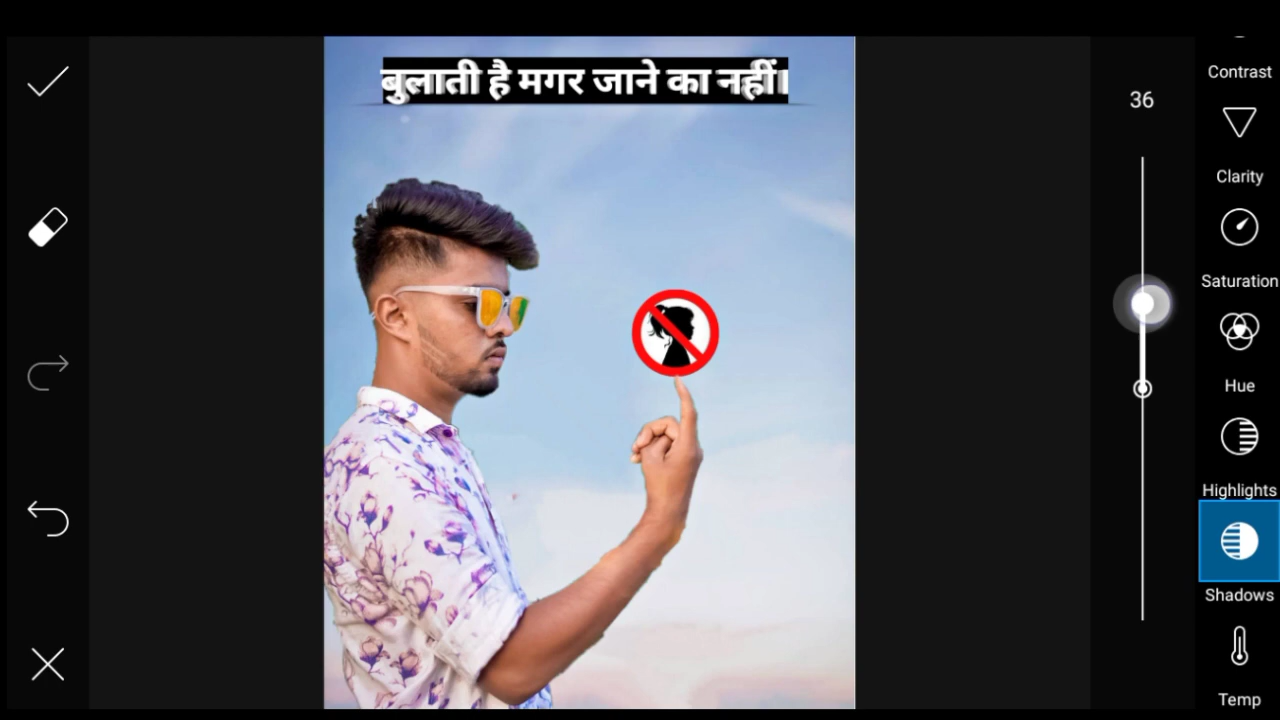 बुलाती है मगर जाने का नहीं।
36
Contrast
Clarity
Saturation
Hue
Highlights
Shadows
Temp